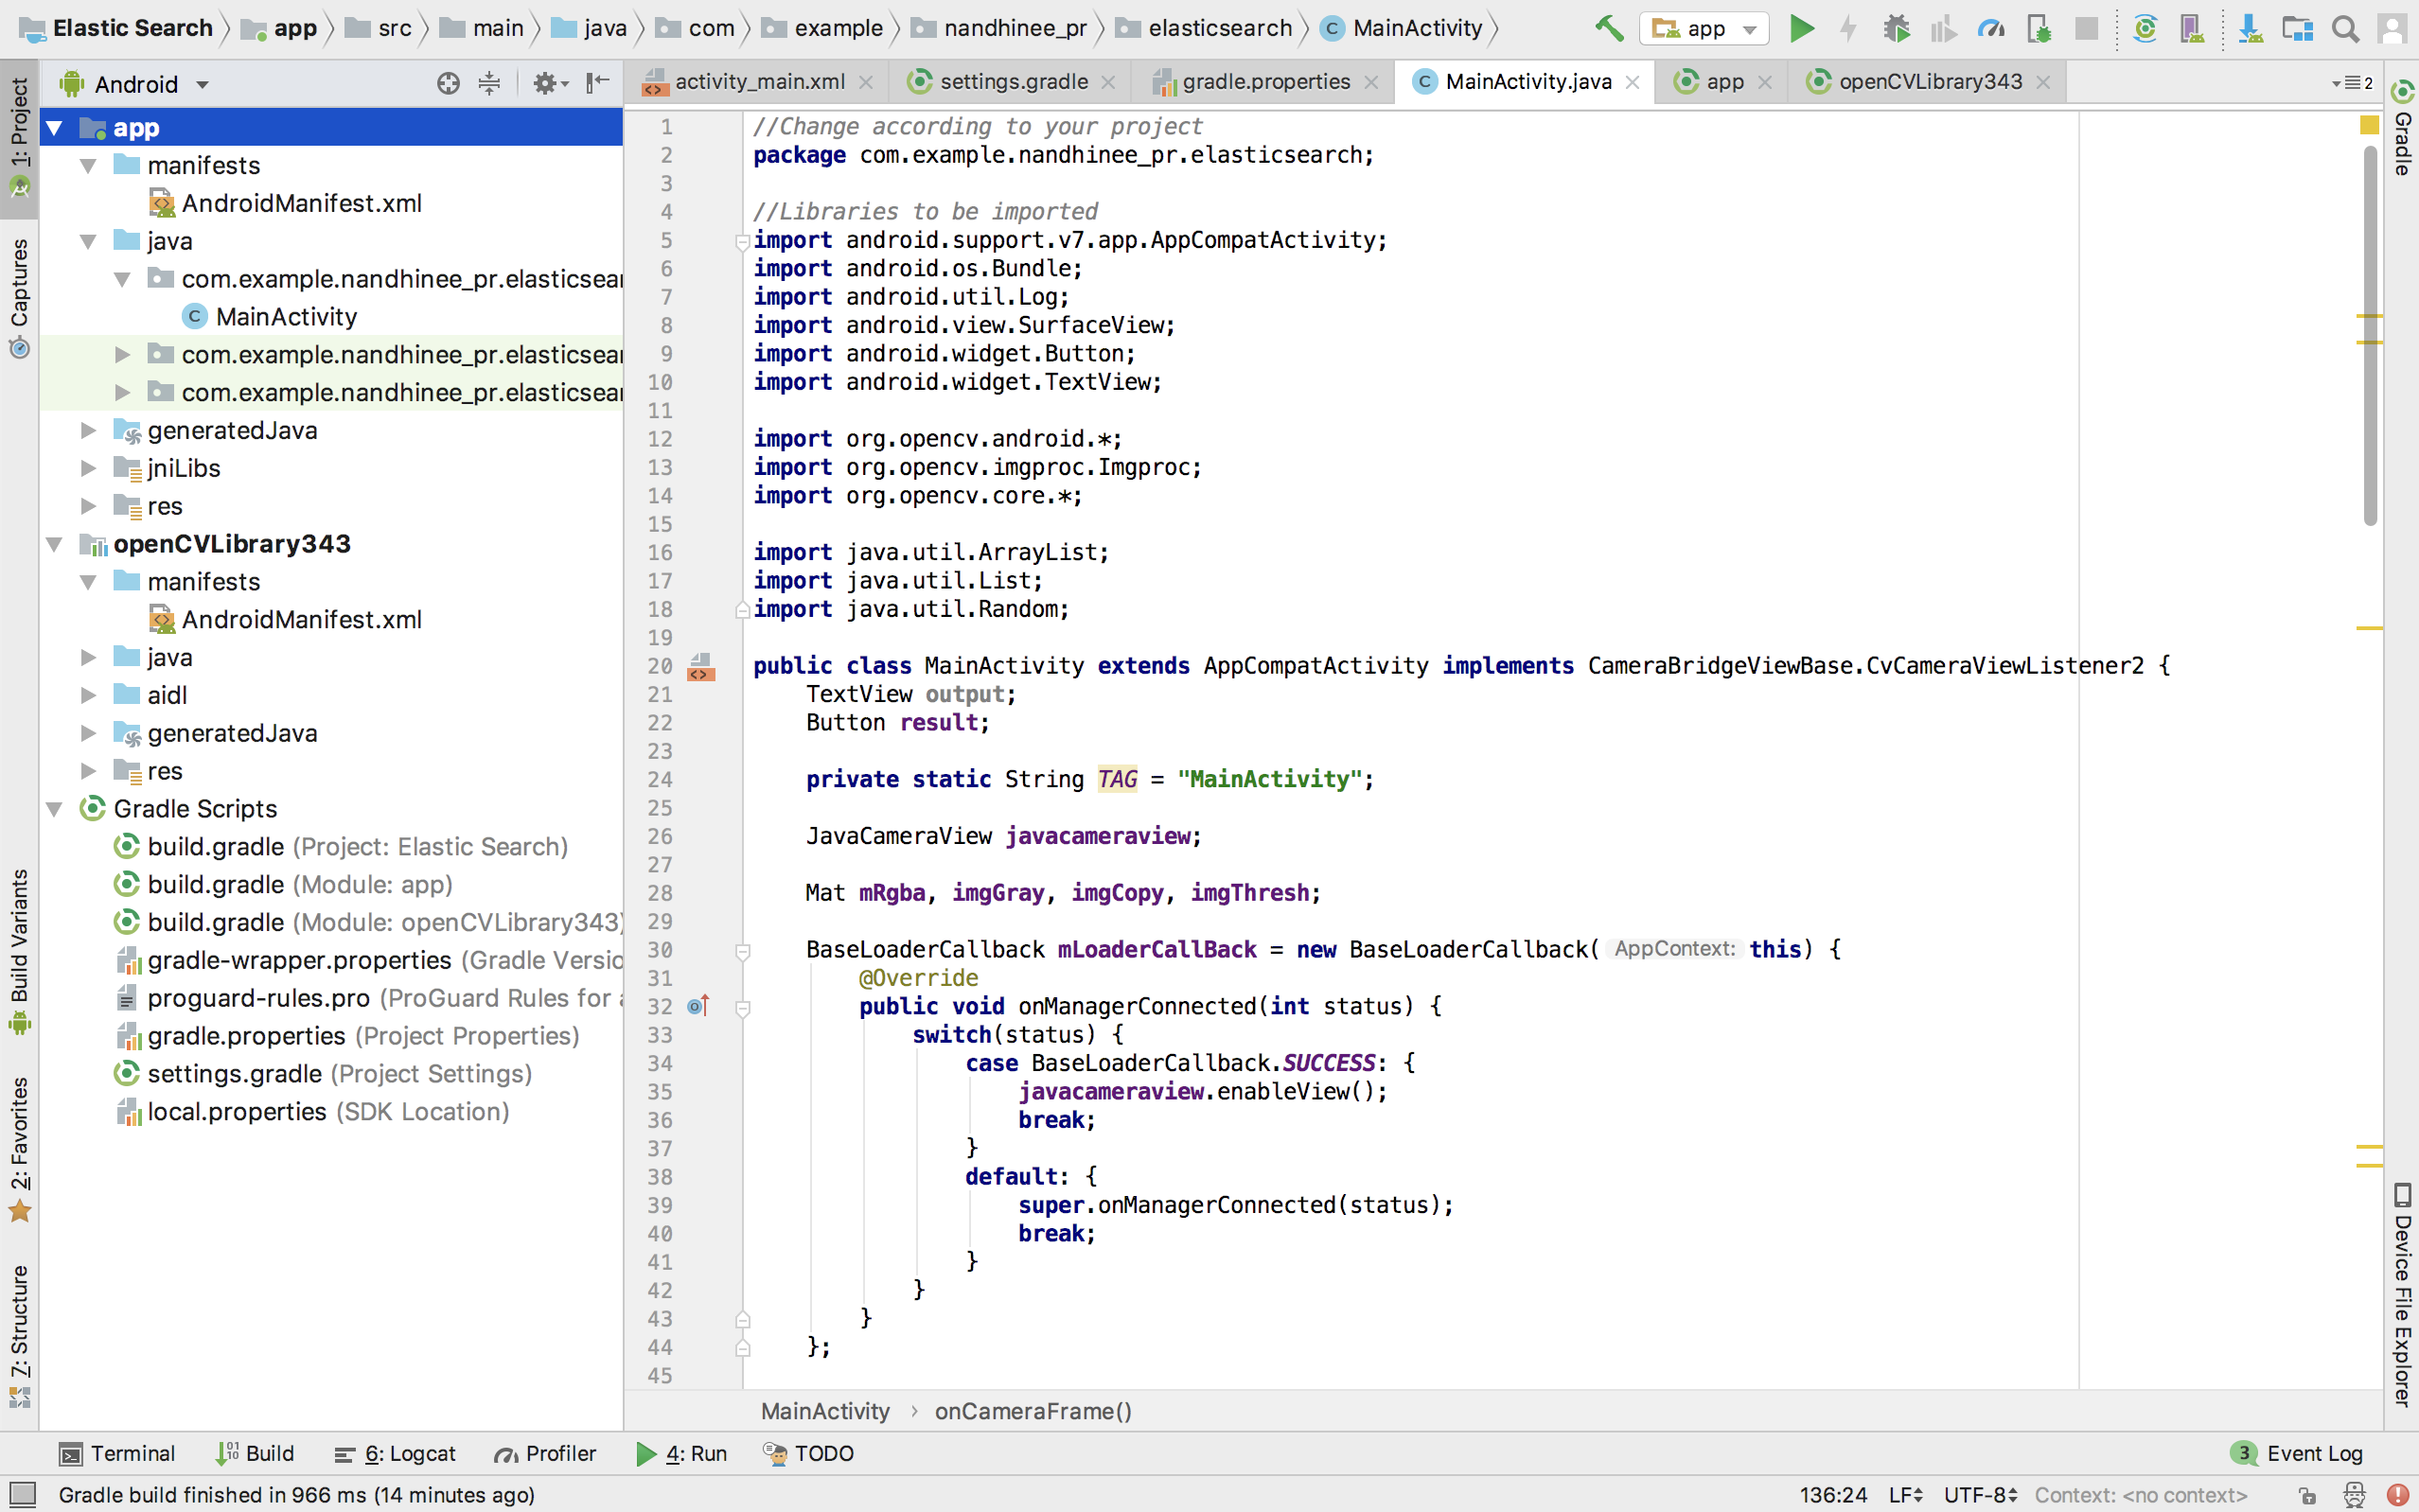 Elastic Search app src main java com example nandhinee_pr elasticsearch C MainActivity app
Android
activity_main.xml settings.gradle gradle.properties C MainActivity.java app openCVLibrary343 2
1: Project
Captures
Build Variants
2: Favorites
7: Structure
app
manifests
AndroidManifest.xml
java
com.example.nandhinee_pr.elasticsear
C MainActivity
com.example.nandhinee_pr.elasticsear
com.example.nandhinee_pr.elasticsear
generatedJava
jniLibs
res
openCVLibrary343
manifests
AndroidManifest.xml
java
aidl
generatedJava
res
Gradle Scripts
build.gradle (Project: Elastic Search)
build.gradle (Module: app)
build.gradle (Module: openCVLibrary343)
gradle-wrapper.properties (Gradle Versio
proguard-rules.pro (ProGuard Rules for a
gradle.properties (Project Properties)
settings.gradle (Project Settings)
local.properties (SDK Location)
1 //Change according to your project
2 package com.example.nandhinee_pr.elasticsearch;
3
4 //Libraries to be imported
5 import android.support.v7.app.AppCompatActivity;
6 import android.os.Bundle;
7 import android.util.Log;
8 import android.view.SurfaceView;
9 import android.widget.Button;
10 import android.widget.TextView;
11
12 import org.opencv.android.*;
13 import org.opencv.imgproc.Imgproc;
14 import org.opencv.core.*;
15
16 import java.util.ArrayList;
17 import java.util.List;
18 import java.util.Random;
19
20 public class MainActivity extends AppCompatActivity implements CameraBridgeViewBase.CvCameraViewListener2 {
21 TextView output;
22 Button result;
23
24 private static String TAG = "MainActivity";
25
26 JavaCameraView javacameraview;
27
28 Mat mRgba, imgGray, imgCopy, imgThresh;
29
30 BaseLoaderCallback mLoaderCallBack = new BaseLoaderCallback( AppContext: this) {
31 @Override
32 public void onManagerConnected(int status) {
33 switch(status) {
34 case BaseLoaderCallback.SUCCESS: {
35 javacameraview.enableView();
36 break;
37 }
38 default: {
39 super.onManagerConnected(status);
40 break;
41 }
42 }
43 }
44 };
45
MainActivity › onCameraFrame()
Gradle
Device File Explorer
Terminal Build 6: Logcat Profiler 4: Run TODO 3 Event Log
Gradle build finished in 966 ms (14 minutes ago) 136:24 LF UTF-8 Context: <no context>